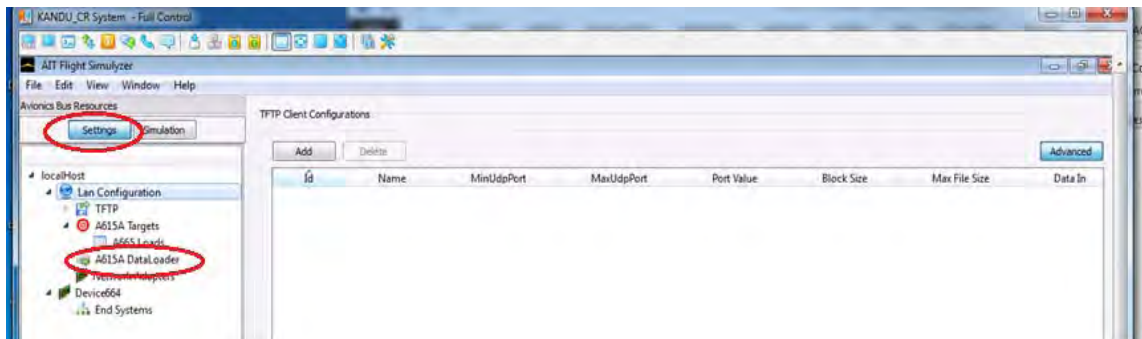 KANDU_CR System - Full Control
AIT Flight Simulyzer
File Edit View Window Help
Avionics Bus Resources
Settings Simulation
TFTP Client Configurations
Add Delete
Advanced
Id Name MinUdpPort MaxUdpPort Port Value Block Size Max File Size Data In
localHost
Lan Configuration
TFTP
A615A Targets
A665 Loads
A615A DataLoader
NetworkAdapters
Device664
End Systems